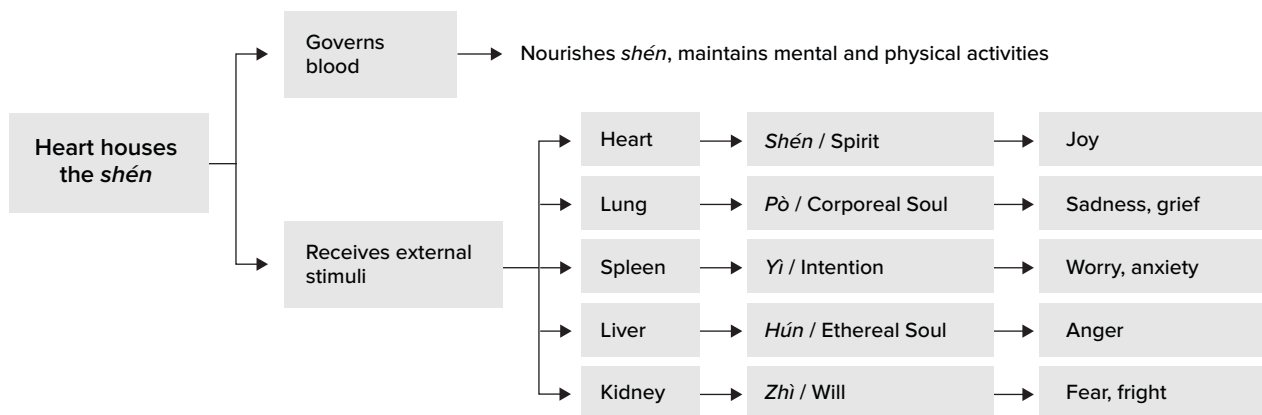 Governs
blood
Nourishes shén, maintains mental and physical activities
Heart houses
the shén
Heart
Shén / Spirit
Joy
Lung
Pò / Corporeal Soul
Sadness, grief
Receives external
stimuli
Spleen
Yì / Intention
Worry, anxiety
Liver
Hún / Ethereal Soul
Anger
Kidney
Zhì / Will
Fear, fright